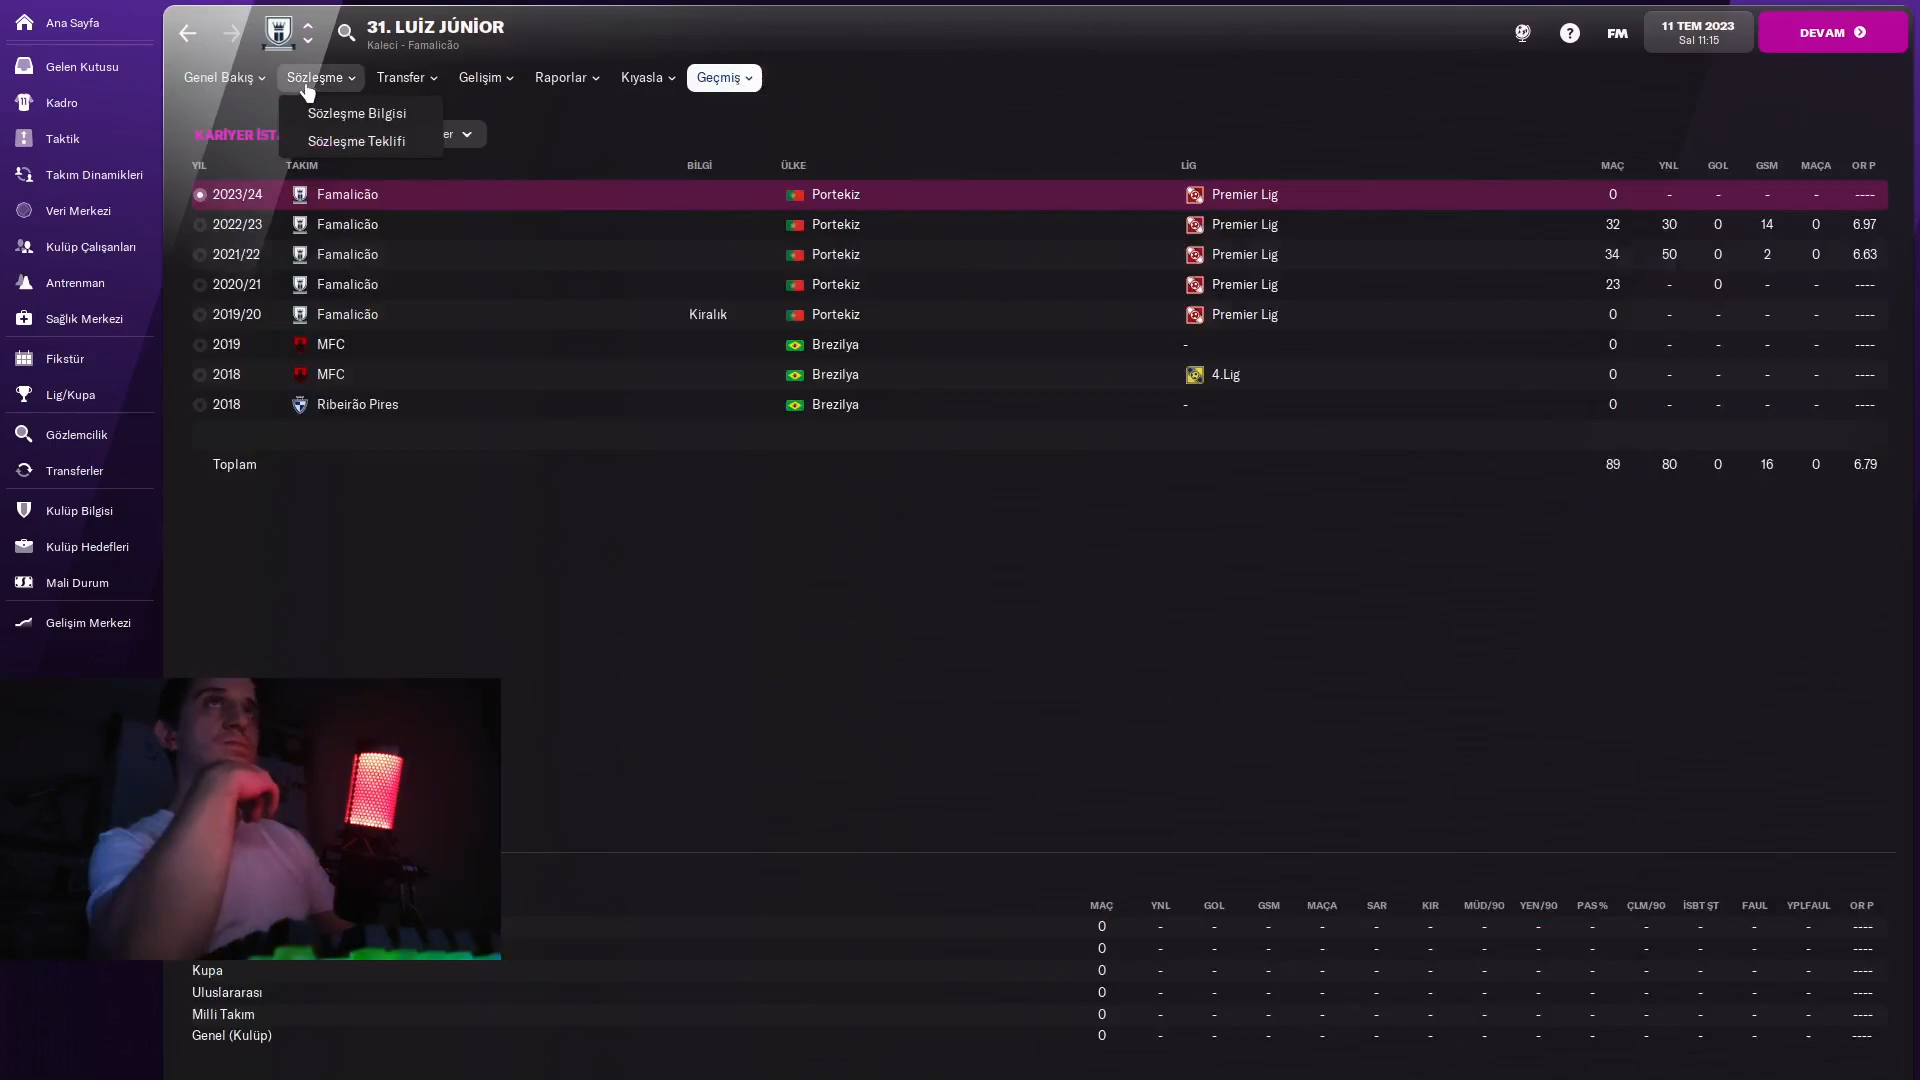 Ana Sayfa
Gelen Kutusu
Kadro
Taktik
Takım Dinamikleri
Veri Merkezi
Kulüp Çalışanları
Antrenman
Sağlık Merkezi
Fikstür
Lig/Kupa
Gözlemcilik
Transferler
Kulüp Bilgisi
Kulüp Hedefleri
Mali Durum
Gelişim Merkezi
31. LUİZ JÚNİOR
Kaleci - Famalicão
FM
11 TEM 2023
Sal 11:15
DEVAM
Genel Bakış Sözleşme Transfer Gelişim Raporlar Kıyasla Geçmiş
Sözleşme Bilgisi
Sözleşme Teklifi
KARİYER İST. er
YIL TAKIM BİLGİ ÜLKE LİG MAÇ YNL GOL GSM MAÇA OR P
2023/24 Famalicão Portekiz Premier Lig 0 - - - - ----
2022/23 Famalicão Portekiz Premier Lig 32 30 0 14 0 6.97
2021/22 Famalicão Portekiz Premier Lig 34 50 0 2 0 6.63
2020/21 Famalicão Portekiz Premier Lig 23 - 0 - - ----
2019/20 Famalicão Kiralık Portekiz Premier Lig 0 - - - - ----
2019 MFC Brezilya - 0 - - - - ----
2018 MFC Brezilya 4.Lig 0 - - - - ----
2018 Ribeirão Pires Brezilya - 0 - - - - ----
Toplam 89 80 0 16 0 6.79
MAÇ YNL GOL GSM MAÇA SAR KIR MÜD/90 YEN/90 PAS % ÇLM/90 İSBT ŞT FAUL YPLFAUL OR P
0 - - - - - - - - - - - - - ----
0 - - - - - - - - - - - - - ----
Kupa 0 - - - - - - - - - - - - - ----
Uluslararası 0 - - - - - - - - - - - - - ----
Milli Takım 0 - - - - - - - - - - - - - ----
Genel (Kulüp) 0 - - - - - - - - - - - - - ----